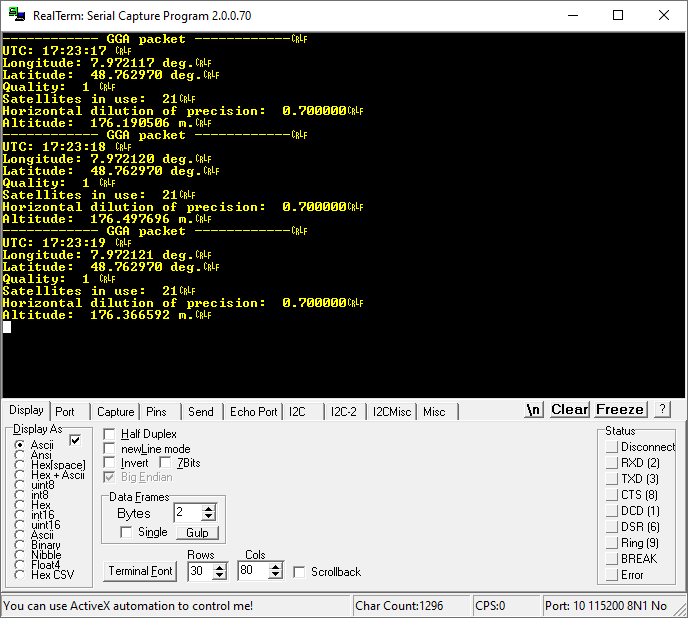 RealTerm: Serial Capture Program 2.0.0.70
------------ GGA packet ------------CRLF
UTC: 17:23:17 CRLF
Longitude: 7.972117 deg.CRLF
Latitude:  48.762970 deg.CRLF
Quality:  1 CRLF
Satellites in use:  21CRLF
Horizontal dilution of precision:  0.700000CRLF
Altitude:  176.190506 m.CRLF
------------ GGA packet ------------CRLF
UTC: 17:23:18 CRLF
Longitude: 7.972120 deg.CRLF
Latitude:  48.762970 deg.CRLF
Quality:  1 CRLF
Satellites in use:  21CRLF
Horizontal dilution of precision:  0.700000CRLF
Altitude:  176.497696 m.CRLF
------------ GGA packet ------------CRLF
UTC: 17:23:19 CRLF
Longitude: 7.972121 deg.CRLF
Latitude:  48.762970 deg.CRLF
Quality:  1 CRLF
Satellites in use:  21CRLF
Horizontal dilution of precision:  0.700000CRLF
Altitude:  176.366592 m.CRLF
Display Port Capture Pins Send Echo Port I2C I2C-2 I2CMisc Misc \n Clear Freeze ?
Display As
Ascii
Ansi
Hex[space]
Hex + Ascii
uint8
int8
Hex
int16
uint16
Ascii
Binary
Nibble
Float4
Hex CSV
Half Duplex
newLine mode
Invert 7Bits
Big Endian
Data Frames
Bytes 2
Single Gulp
Rows Cols
Terminal Font 30 80 Scrollback
Status
Disconnect
RXD (2)
TXD (3)
CTS (8)
DCD (1)
DSR (6)
Ring (9)
BREAK
Error
You can use ActiveX automation to control me! Char Count:1296 CPS:0 Port: 10 115200 8N1 No